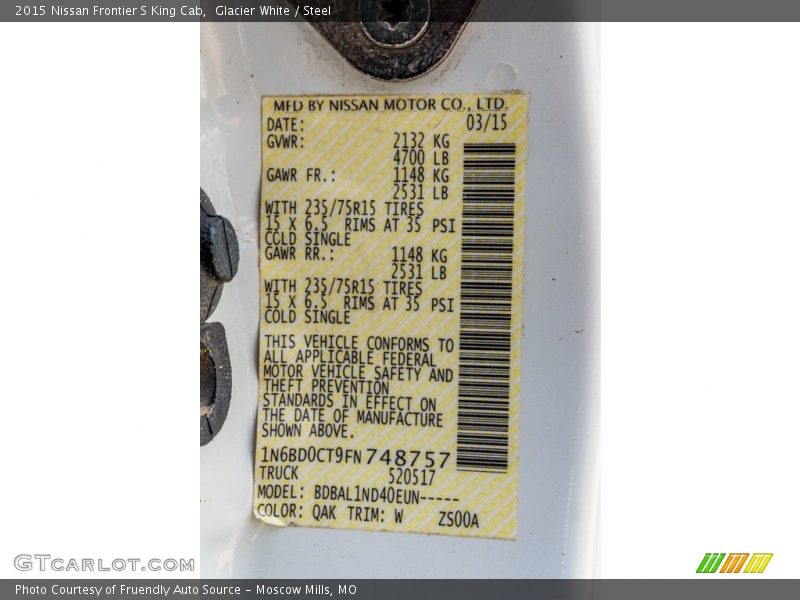 2015 Nissan Frontier S King Cab,  Glacier White / Steel
MFD BY NISSAN MOTOR CO., LTD.
DATE: 03/15
GVWR: 2132 KG
4700 LB
GAWR FR.: 1148 KG
2531 LB
WITH 235/75R15 TIRES
15 X 6.5 RIMS AT 35 PSI
COLD SINGLE
GAWR RR.: 1148 KG
2531 LB
WITH 235/75R15 TIRES
15 X 6.5 RIMS AT 35 PSI
COLD SINGLE
THIS VEHICLE CONFORMS TO
ALL APPLICABLE FEDERAL
MOTOR VEHICLE SAFETY AND
THEFT PREVENTION
STANDARDS IN EFFECT ON
THE DATE OF MANUFACTURE
SHOWN ABOVE.
1N6BD0CT9FN748757
TRUCK 520517
MODEL: BDBAL1ND40EUN-----
COLOR: QAK TRIM: W ZS00A
GTCARLOT.COM
Photo Courtesy of Fruendly Auto Source - Moscow Mills, MO